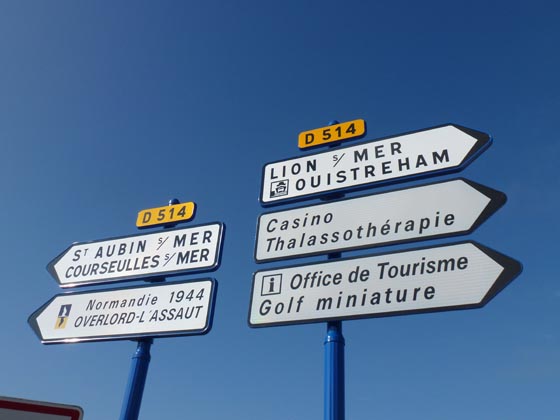 D 514
ST AUBIN S/MER
COURSEULLES S/MER
Normandie 1944
OVERLORD-L'ASSAUT
D 514
LION S/MER
OUISTREHAM
Casino
Thalassothérapie
i Office de Tourisme
Golf miniature